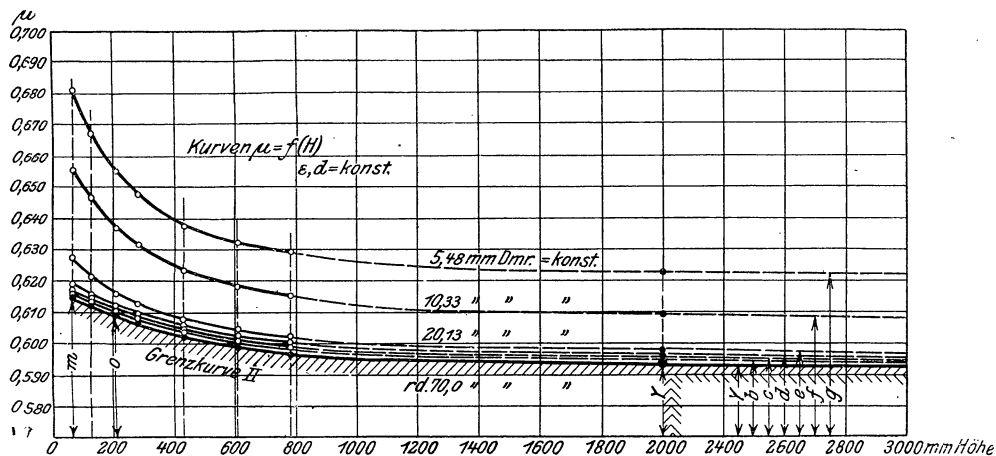 μ
0,700
0,690
0,680
0,670
0,660
0,650
0,640
0,630
0,620
0,610
0,600
0,590
0,580
Kurven μ=f(H)
ε, d=konst.
5,48 mm Dmr. = konst.
10,33 " " "
20,13 " " "
rd. 70,0 " " "
Grenzkurve II
m
o
Y
Y
b
c
d
e
f
g
0 200 400 600 800 1000 1200 1400 1600 1800 2000 2200 2400 2600 2800 3000 mm Höhe